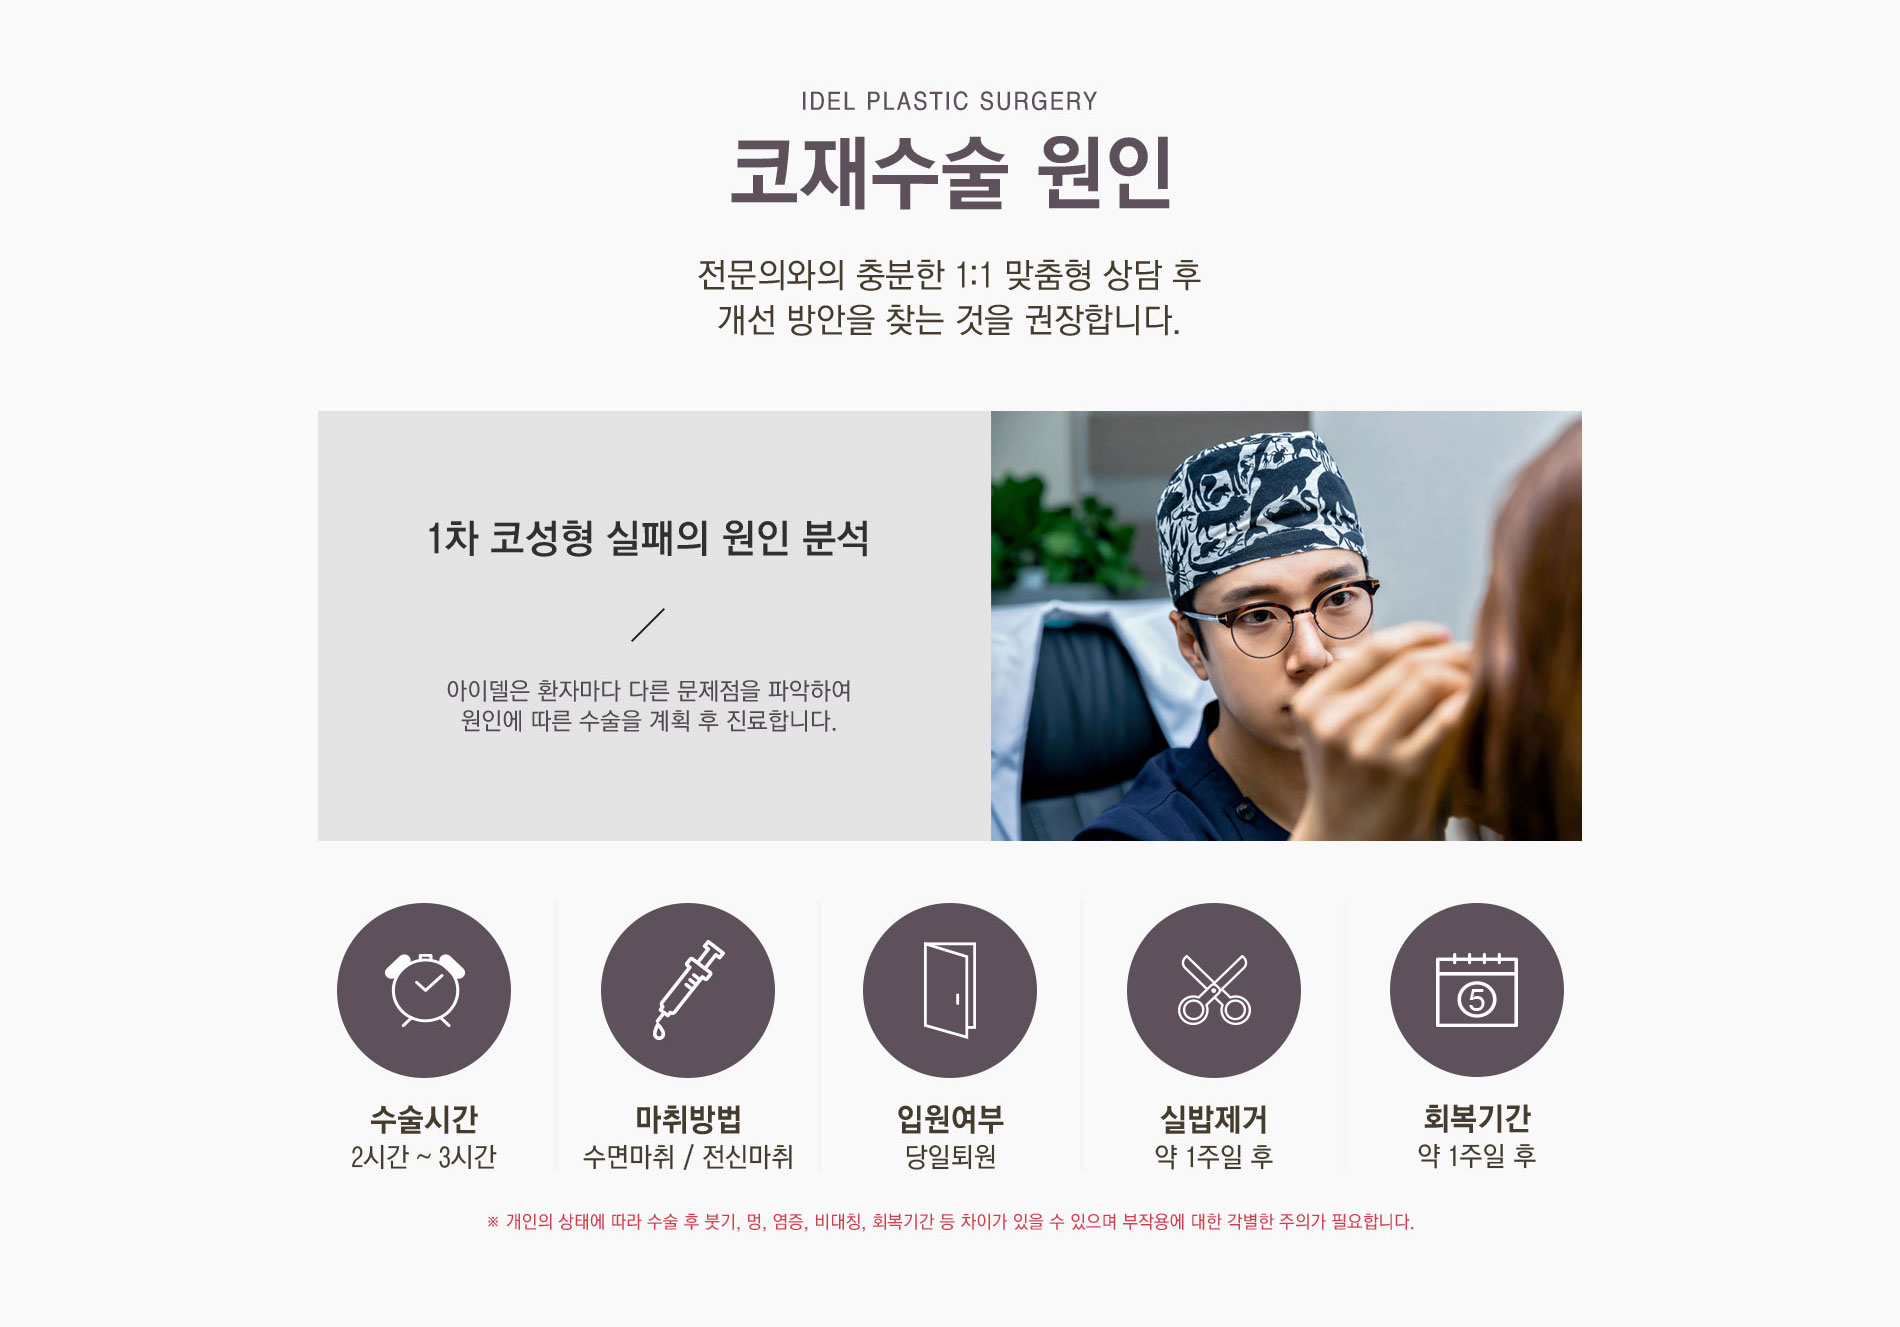 IDEL PLASTIC SURGERY
코재수술 원인
전문의와의 충분한 1:1 맞춤형 상담 후
개선 방안을 찾는 것을 권장합니다.
1차 코성형 실패의 원인 분석
아이델은 환자마다 다른 문제점을 파악하여
원인에 따른 수술을 계획 후 진료합니다.
5
수술시간
2시간 ~ 3시간
마취방법
수면마취 / 전신마취
입원여부
당일퇴원
실밥제거
약 1주일 후
회복기간
약 1주일 후
※ 개인의 상태에 따라 수술 후 붓기, 멍, 염증, 비대칭, 회복기간 등 차이가 있을 수 있으며 부작용에 대한 각별한 주의가 필요합니다.